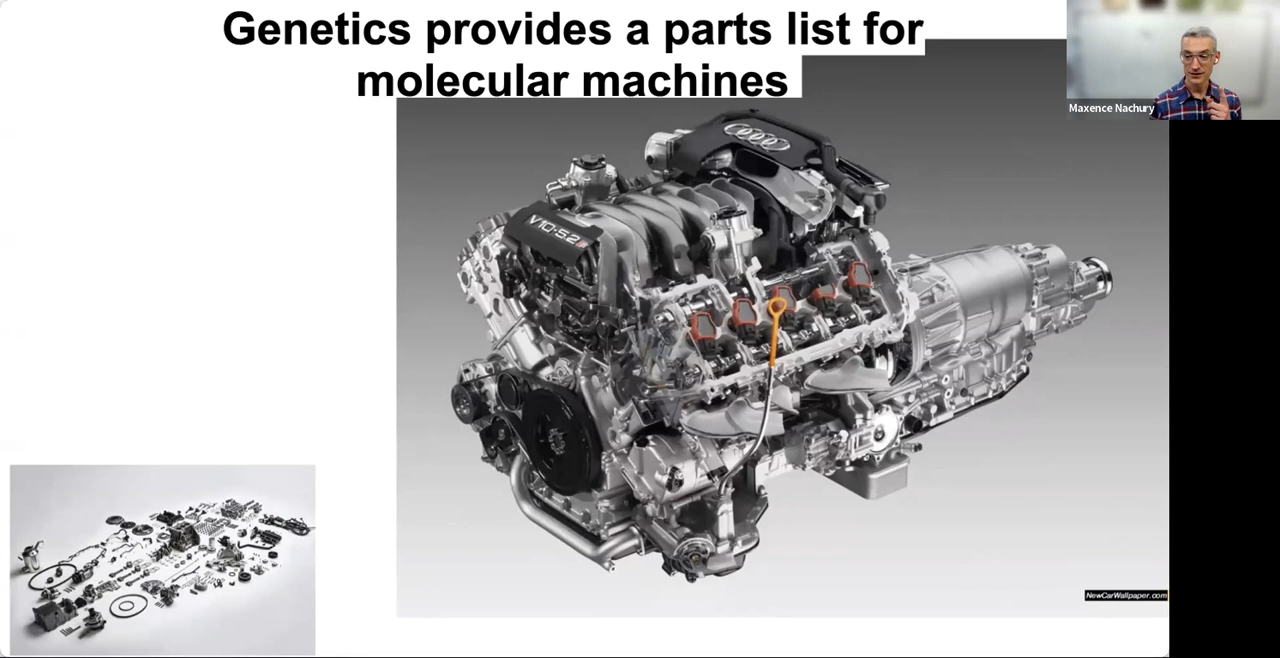 Genetics provides a parts list for
molecular machines
Maxence Nachury
V10-5.2
NewCarWallpaper.com